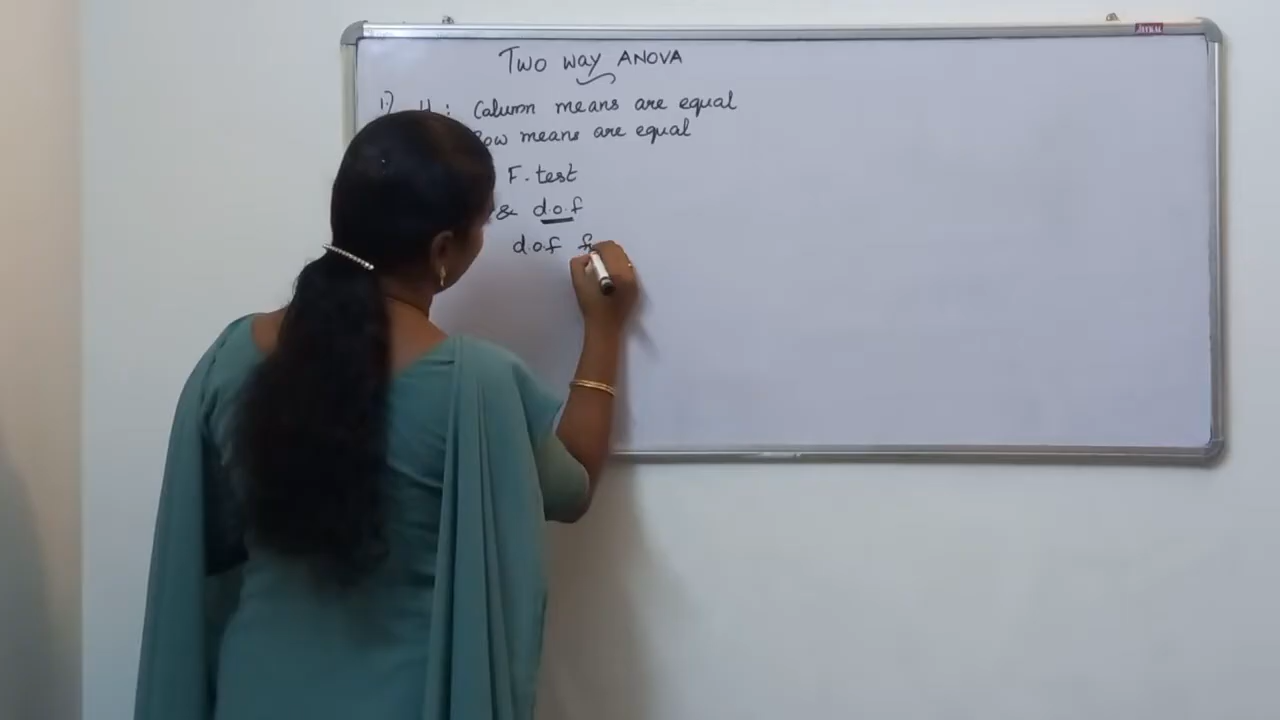 Two way ANOVA
1) H : Column means are equal
Row means are equal
F. test
& d.o.f
d.o.f